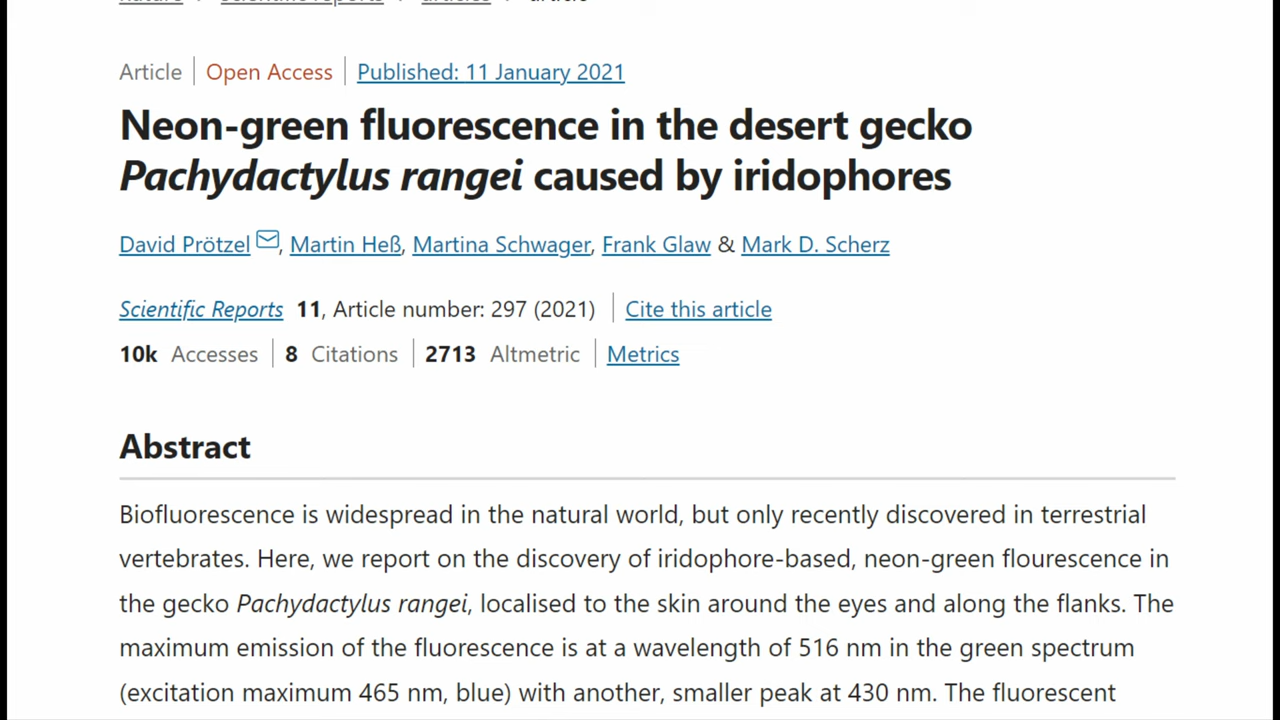 nature > scientific reports > articles > article
Article | Open Access | Published: 11 January 2021
Neon-green fluorescence in the desert gecko
Pachydactylus rangei caused by iridophores
David Prötzel, Martin Heß, Martina Schwager, Frank Glaw & Mark D. Scherz
Scientific Reports 11, Article number: 297 (2021) | Cite this article
10k Accesses | 8 Citations | 2713 Altmetric | Metrics
Abstract
Biofluorescence is widespread in the natural world, but only recently discovered in terrestrial
vertebrates. Here, we report on the discovery of iridophore-based, neon-green flourescence in
the gecko Pachydactylus rangei, localised to the skin around the eyes and along the flanks. The
maximum emission of the fluorescence is at a wavelength of 516 nm in the green spectrum
(excitation maximum 465 nm, blue) with another, smaller peak at 430 nm. The fluorescent